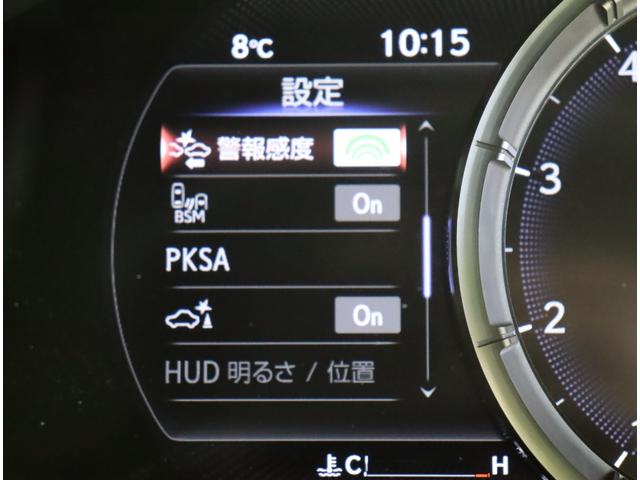 8℃ 10:15
設定
警報感度
BSM On
PKSA
On
HUD 明るさ / 位置
C H
4
3
2
1